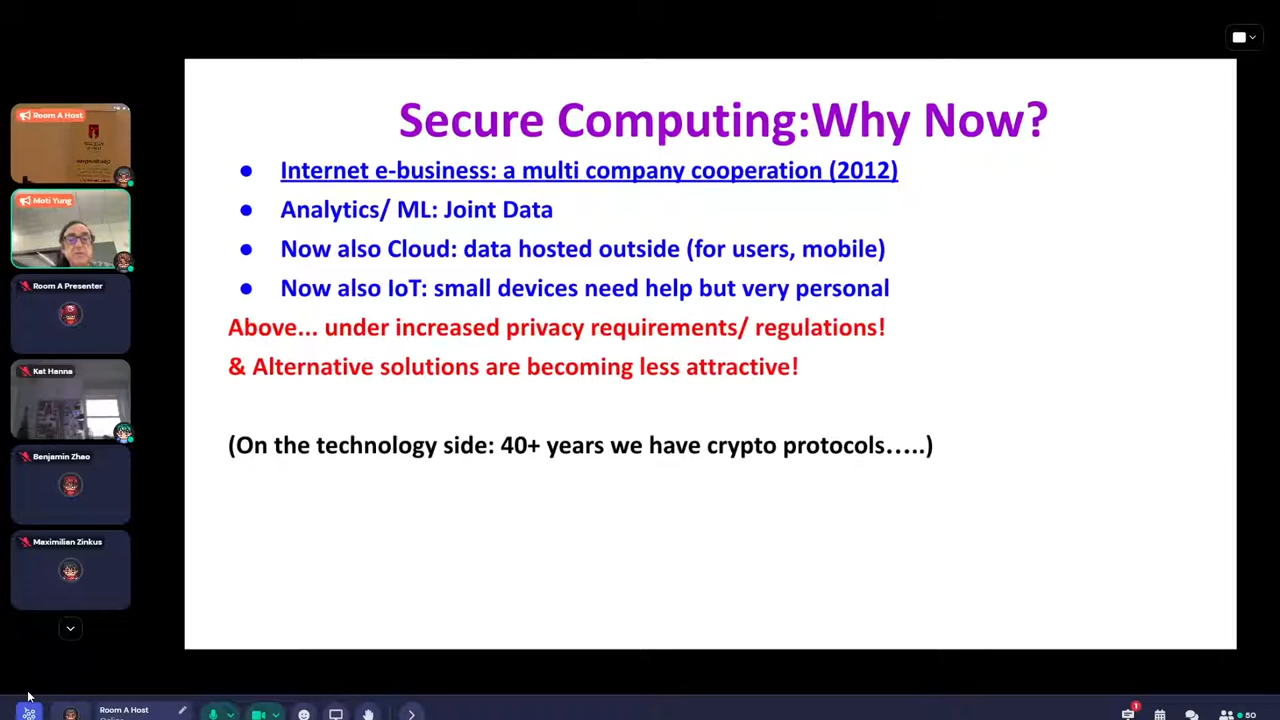 Secure Computing:Why Now?
● Internet e-business: a multi company cooperation (2012)
● Analytics/ ML: Joint Data
● Now also Cloud: data hosted outside (for users, mobile)
● Now also IoT: small devices need help but very personal
Above... under increased privacy requirements/ regulations!
& Alternative solutions are becoming less attractive!
(On the technology side: 40+ years we have crypto protocols…..)
Room A Host
Moti Yung
Room A Presenter
Kat Hanna
Benjamin Zhao
Maximilian Zinkus
Room A Host
Online
1
50